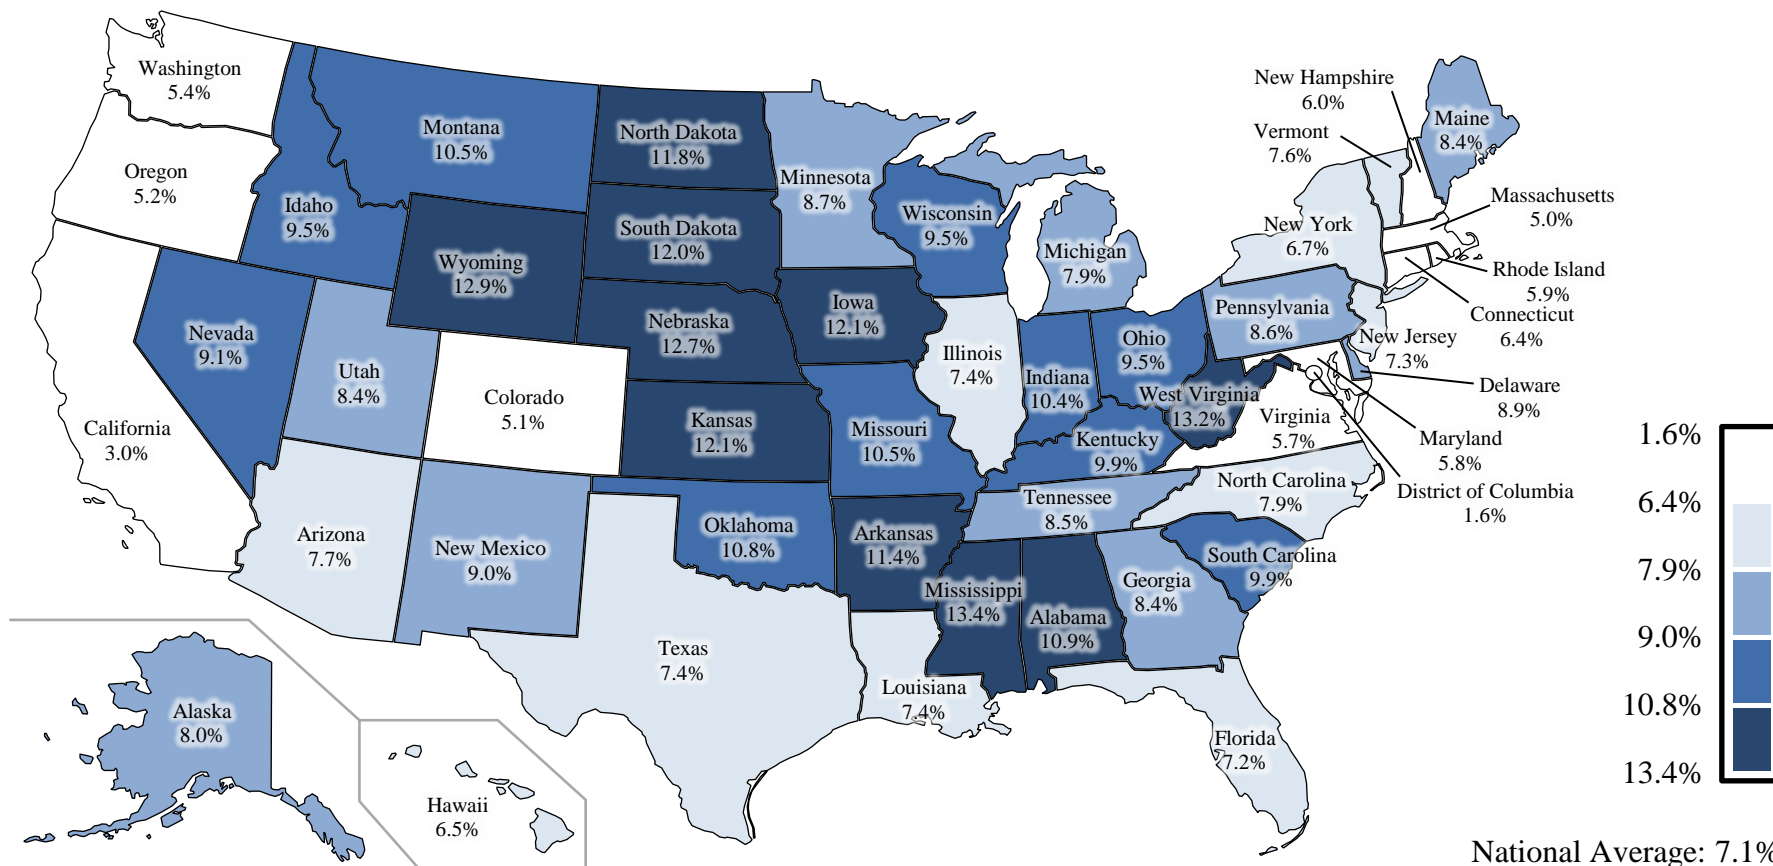 Washington
5.4%
Oregon
5.2%
California
3.0%
Nevada
9.1%
Idaho
9.5%
Montana
10.5%
Wyoming
12.9%
Utah
8.4%
Colorado
5.1%
Arizona
7.7%
New Mexico
9.0%
North Dakota
11.8%
South Dakota
12.0%
Nebraska
12.7%
Kansas
12.1%
Oklahoma
10.8%
Texas
7.4%
Minnesota
8.7%
Iowa
12.1%
Missouri
10.5%
Arkansas
11.4%
Louisiana
7.4%
Wisconsin
9.5%
Illinois
7.4%
Michigan
7.9%
Indiana
10.4%
Ohio
9.5%
Kentucky
9.9%
Tennessee
8.5%
Mississippi
13.4%
Alabama
10.9%
Georgia
8.4%
Florida
7.2%
South Carolina
9.9%
North Carolina
7.9%
Virginia
5.7%
West Virginia
13.2%
Pennsylvania
8.6%
New York
6.7%
Vermont
7.6%
New Hampshire
6.0%
Maine
8.4%
Massachusetts
5.0%
Rhode Island
5.9%
Connecticut
6.4%
New Jersey
7.3%
Delaware
8.9%
Maryland
5.8%
District of Columbia
1.6%
Alaska
8.0%
Hawaii
6.5%
1.6%
6.4%
7.9%
9.0%
10.8%
13.4%
National Average: 7.1%